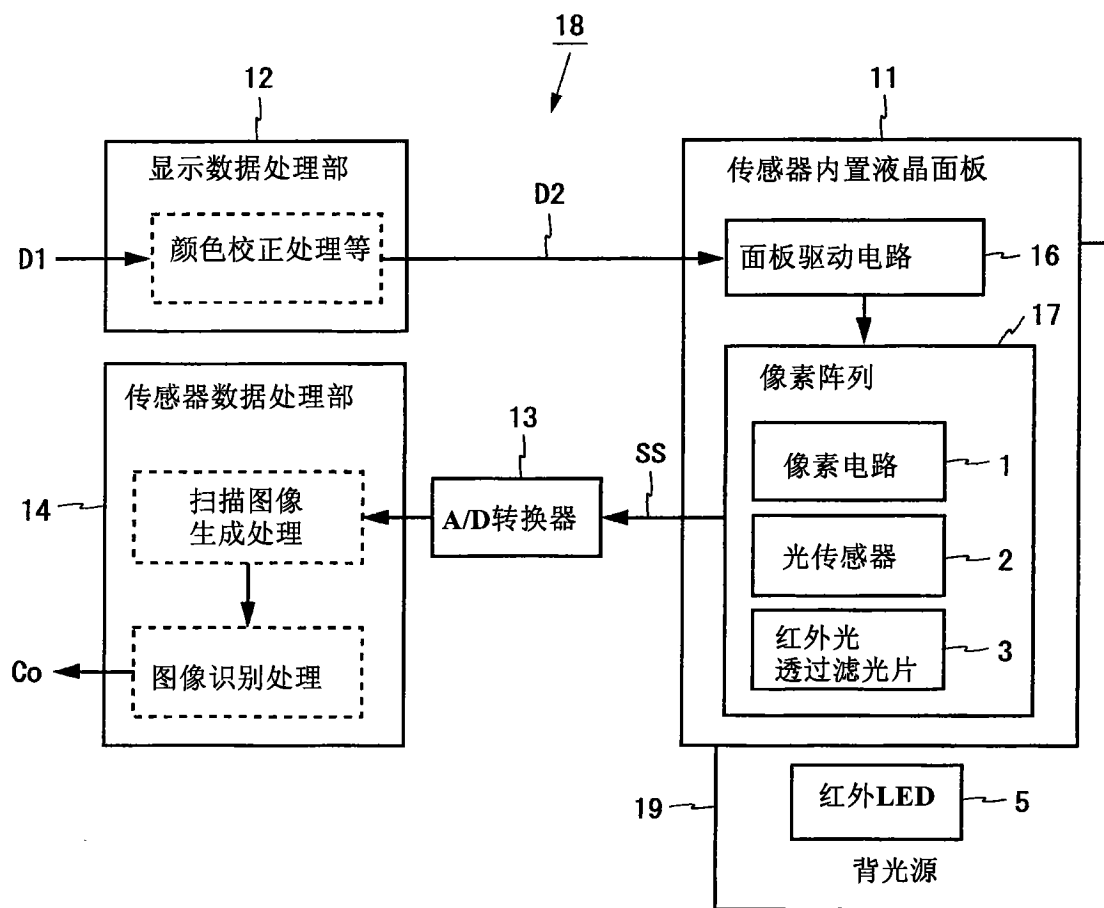 18
12
11
显示数据处理部
颜色校正处理等
D1
D2
传感器内置液晶面板
面板驱动电路
16
17
像素阵列
像素电路
1
光传感器
2
红外光
透过滤光片
3
传感器数据处理部
14
扫描图像
生成处理
图像识别处理
Co
13
A/D转换器
SS
19
红外LED
5
背光源